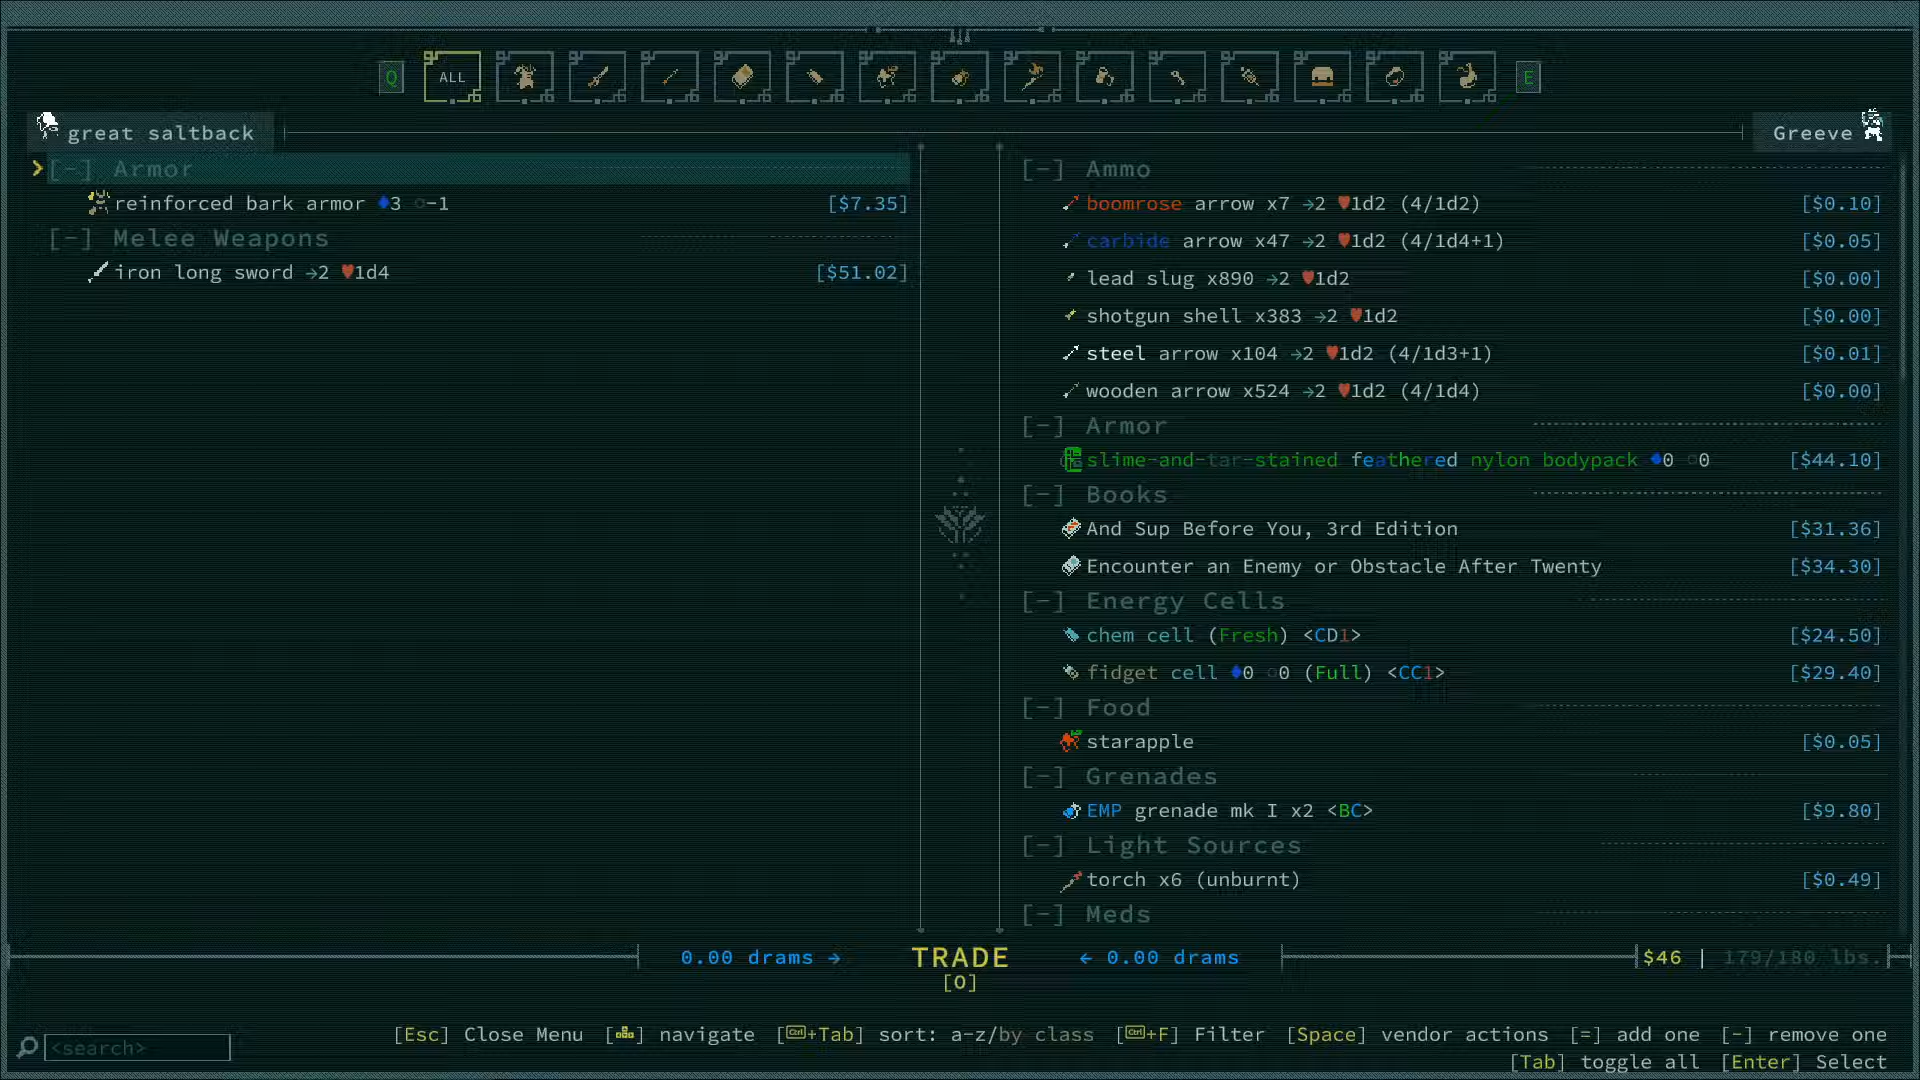 Q ALL E
great saltback
Greeve
[-] Armor
reinforced bark armor ♦3 ○-1 [$7.35]
[-] Melee Weapons
iron long sword →2 ♥1d4 [$51.02]
[-] Ammo
boomrose arrow x7 →2 ♥1d2 (4/1d2) [$0.10]
carbide arrow x47 →2 ♥1d2 (4/1d4+1) [$0.05]
lead slug x890 →2 ♥1d2 [$0.00]
shotgun shell x383 →2 ♥1d2 [$0.00]
steel arrow x104 →2 ♥1d2 (4/1d3+1) [$0.01]
wooden arrow x524 →2 ♥1d2 (4/1d4) [$0.00]
[-] Armor
slime-and-tar-stained feathered nylon bodypack ♦0 ○0 [$44.10]
[-] Books
And Sup Before You, 3rd Edition [$31.36]
Encounter an Enemy or Obstacle After Twenty [$34.30]
[-] Energy Cells
chem cell (Fresh) <CD1> [$24.50]
fidget cell ♦0 ○0 (Full) <CC1> [$29.40]
[-] Food
starapple [$0.05]
[-] Grenades
EMP grenade mk I x2 <BC> [$9.80]
[-] Light Sources
torch x6 (unburnt) [$0.49]
[-] Meds
0.00 drams → TRADE ← 0.00 drams $46 | 179/180 lbs.
[O]
<search> [Esc] Close Menu [] navigate [Ctrl+Tab] sort: a-z/by class [Ctrl+F] Filter [Space] vendor actions [=] add one [-] remove one
[Tab] toggle all [Enter] Select